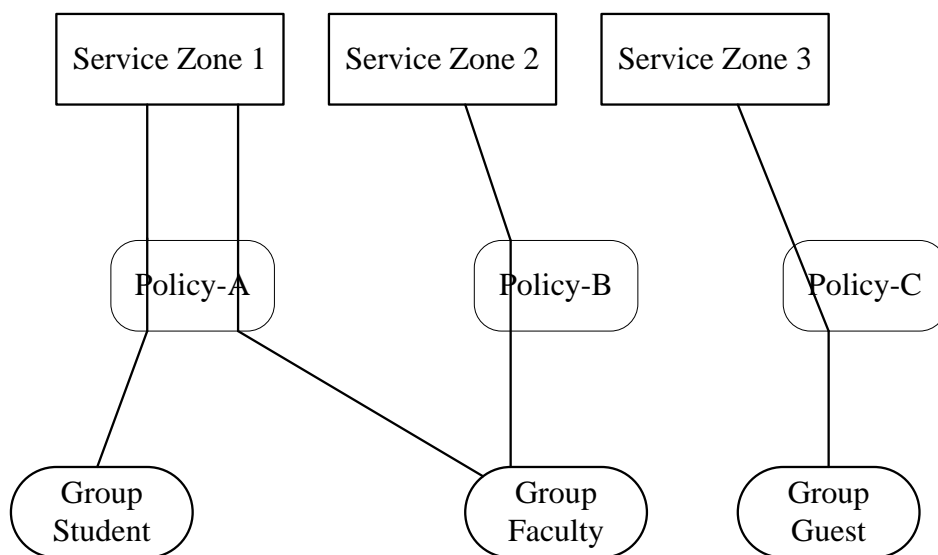 Service Zone 1
Service Zone 2
Service Zone 3
Policy-A
Policy-B
Policy-C
Group
Student
Group
Faculty
Group
Guest